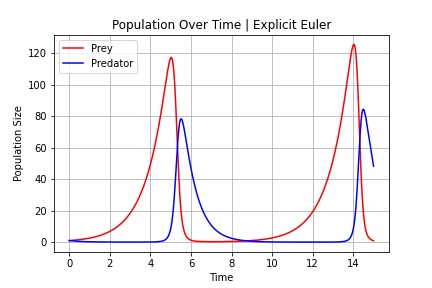 Population Over Time | Explicit Euler
Prey
Predator
Population Size
120
100
80
60
40
20
0
0 2 4 6 8 10 12 14
Time